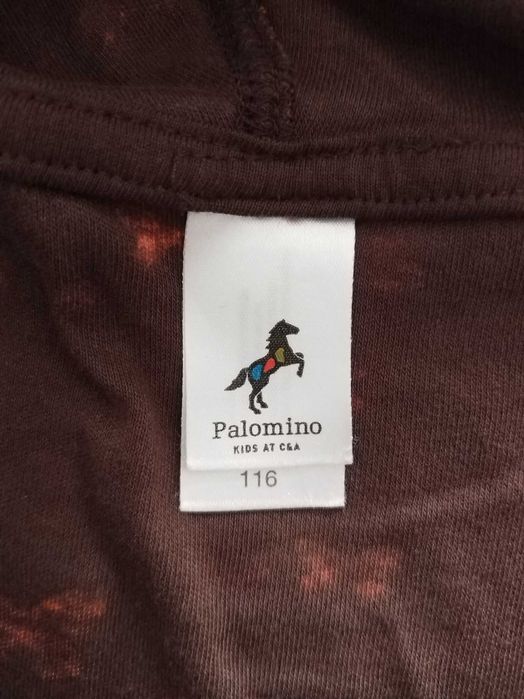 Palomino
KIDS AT C&A
116